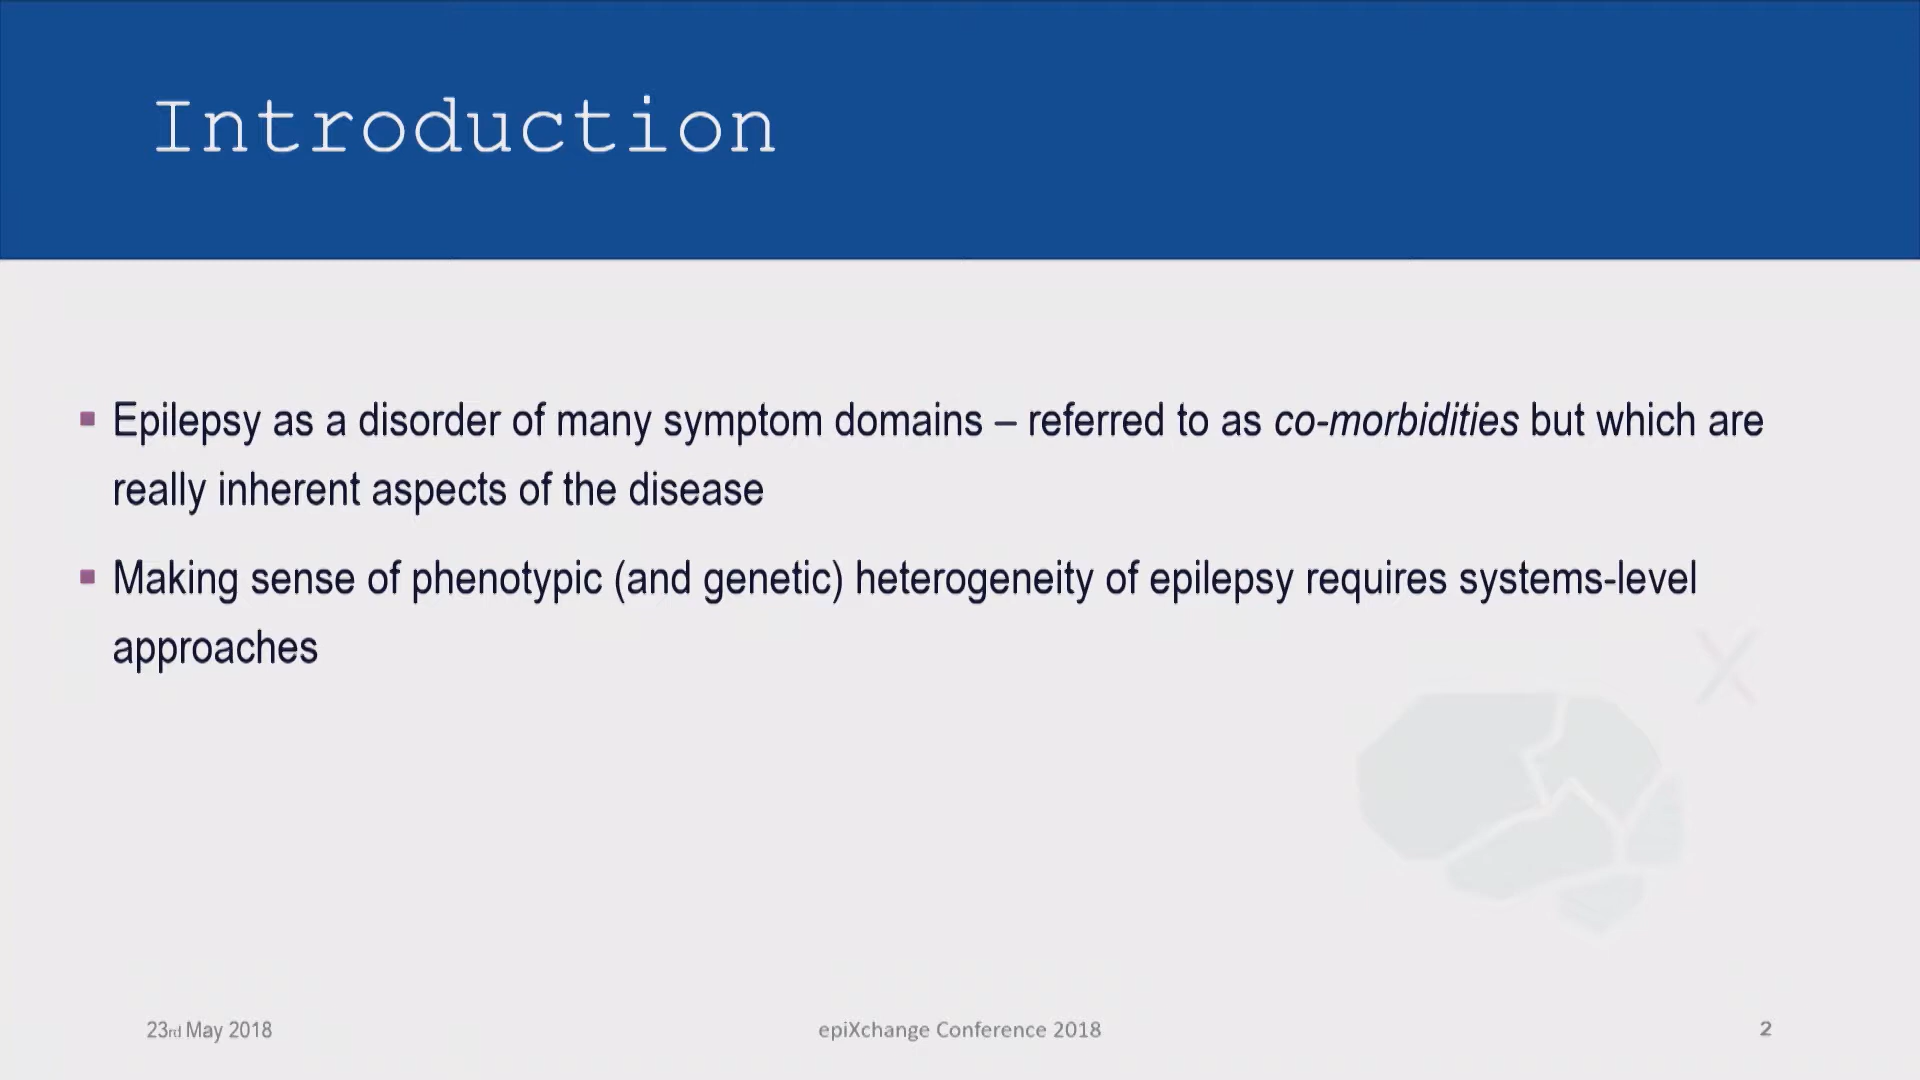 Introduction
▪ Epilepsy as a disorder of many symptom domains – referred to as co-morbidities but which are
really inherent aspects of the disease
▪ Making sense of phenotypic (and genetic) heterogeneity of epilepsy requires systems-level
approaches
X
23rd May 2018
epiXchange Conference 2018
2